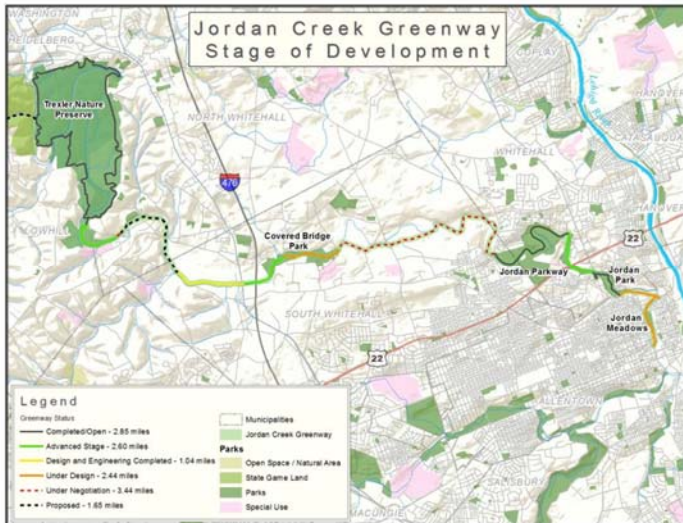 Jordan Creek Greenway
Stage of Development
WASHINGTON
HEIDELBERG
COPLAY
Lehigh River
HANOVER
Trexler Nature
Preserve
NORTH WHITEHALL
WHITEHALL
CATASAUQUA
476
HANOVER
LOWHILL
Covered Bridge
Park
22
Jordan Parkway
Jordan
Park
SOUTH WHITEHALL
Jordan
Meadows
22
ALLENTOWN
SALISBURY
MACUNGIE
Legend
Greenway Status
Completed/Open - 2.85 miles
Advanced Stage - 2.60 miles
Design and Engineering Completed - 1.04 miles
Under Design - 2.44 miles
Under Negotiation - 3.44 miles
Proposed - 1.65 miles
Municipalities
Jordan Creek Greenway
Parks
Open Space / Natural Area
State Game Land
Parks
Special Use